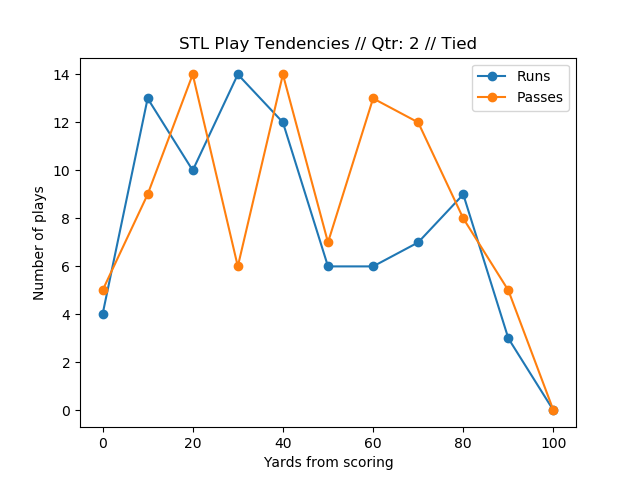 STL Play Tendencies // Qtr: 2 // Tied
Runs
Passes
14
12
10
8
6
4
2
0
Number of plays
0 20 40 60 80 100
Yards from scoring